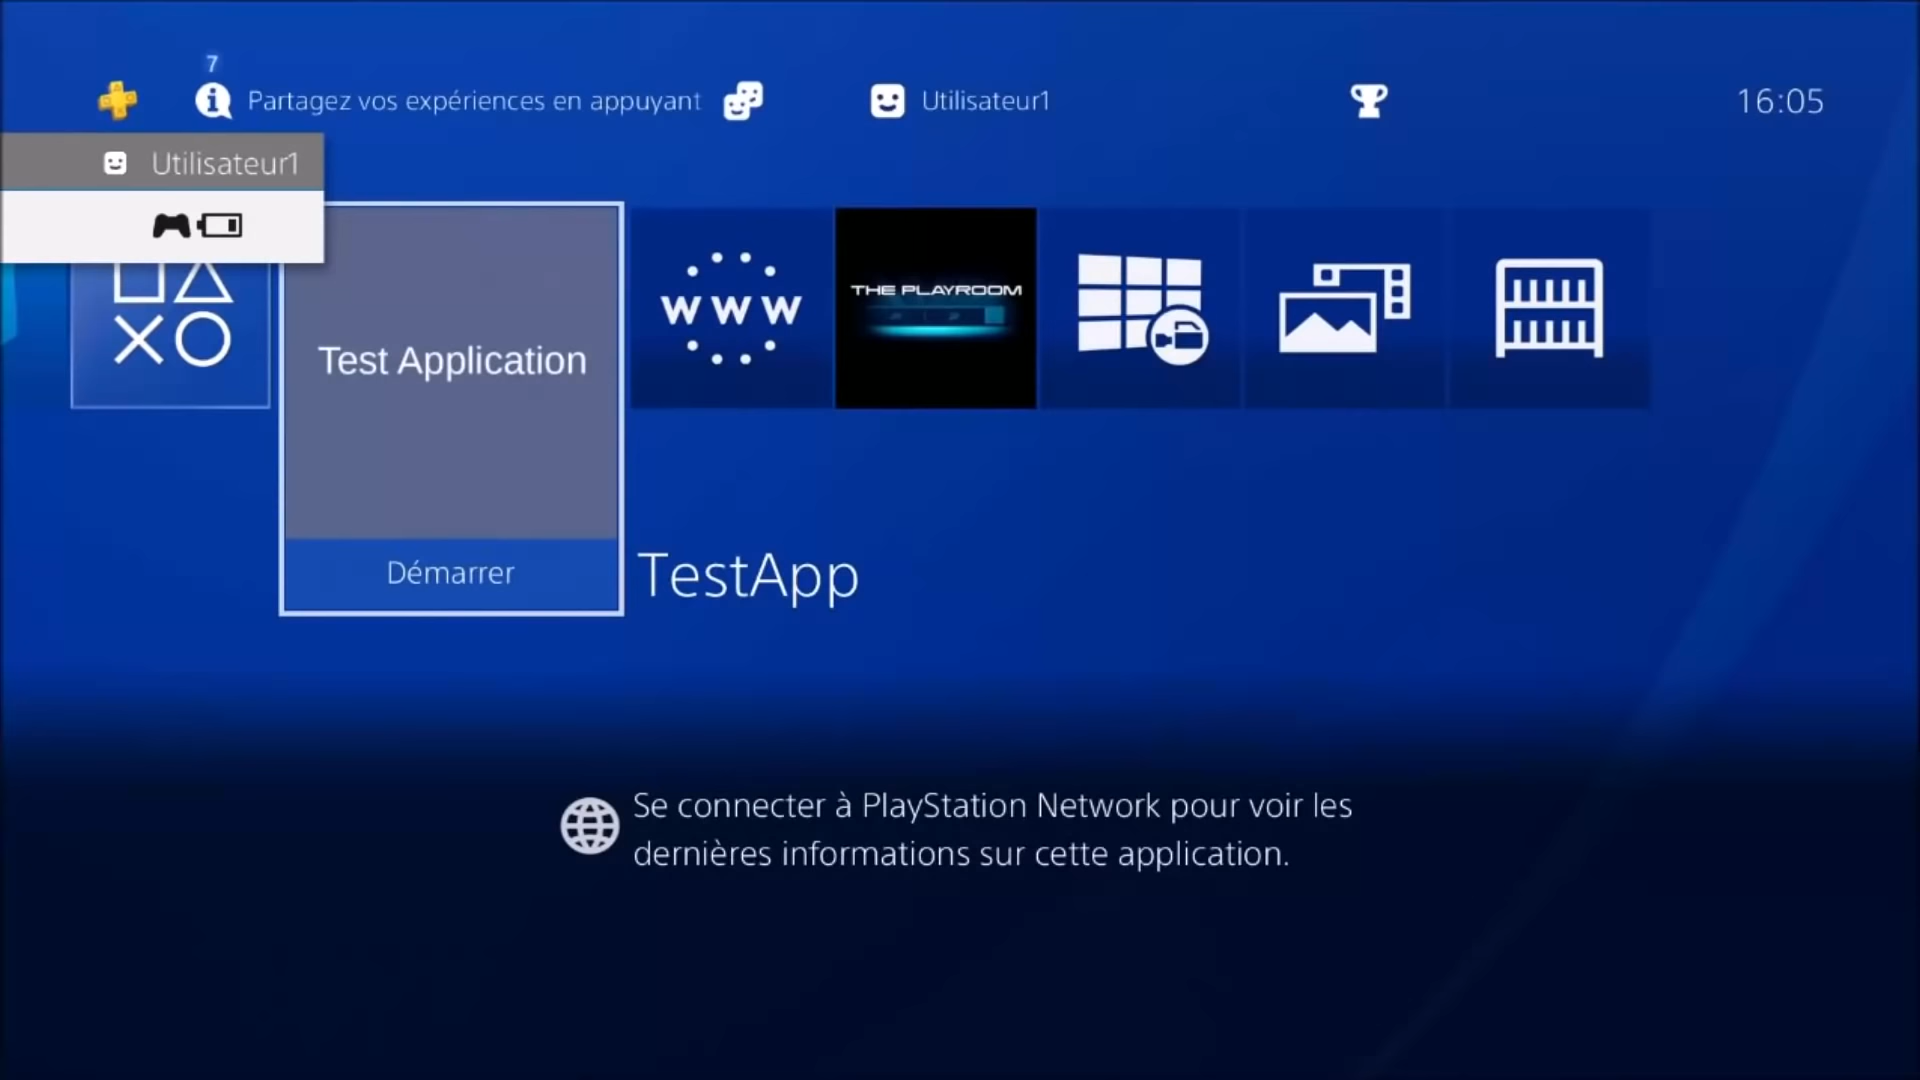 7
Partagez vos expériences en appuyant
Utilisateur1
16:05
Utilisateur1
Test Application
www
THE PLAYROOM
Démarrer
TestApp
Se connecter à PlayStation Network pour voir les
dernières informations sur cette application.